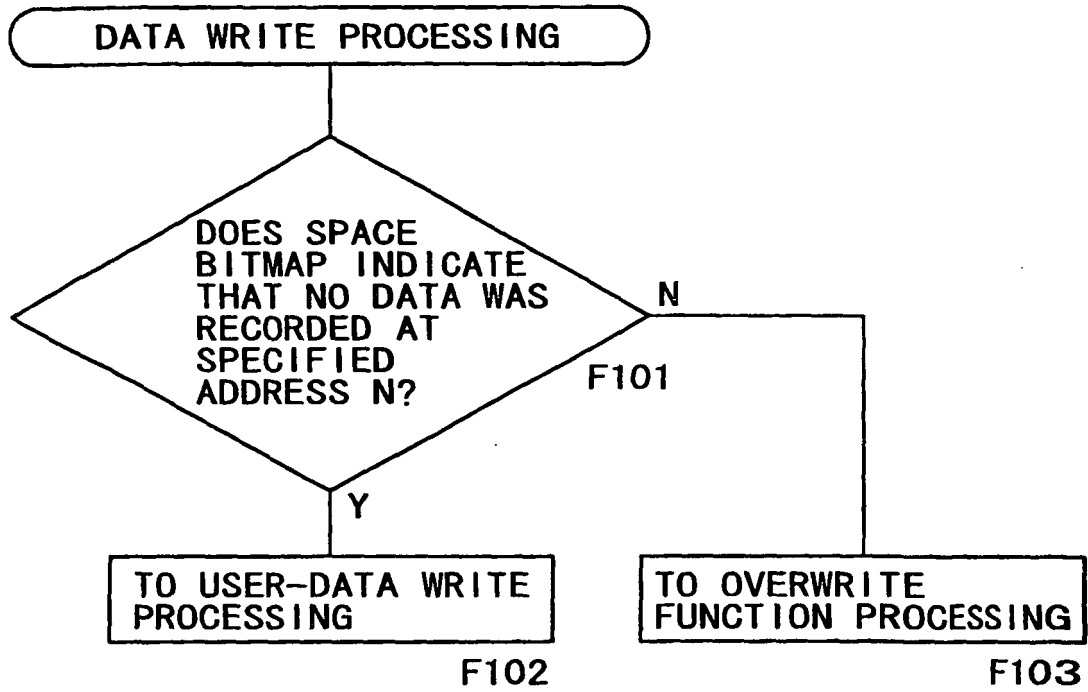 DATA WRITE PROCESSING
DOES SPACE
BITMAP INDICATE
THAT NO DATA WAS
RECORDED AT
SPECIFIED
ADDRESS N?
N
F101
Y
TO USER-DATA WRITE
PROCESSING
F102
TO OVERWRITE
FUNCTION PROCESSING
F103